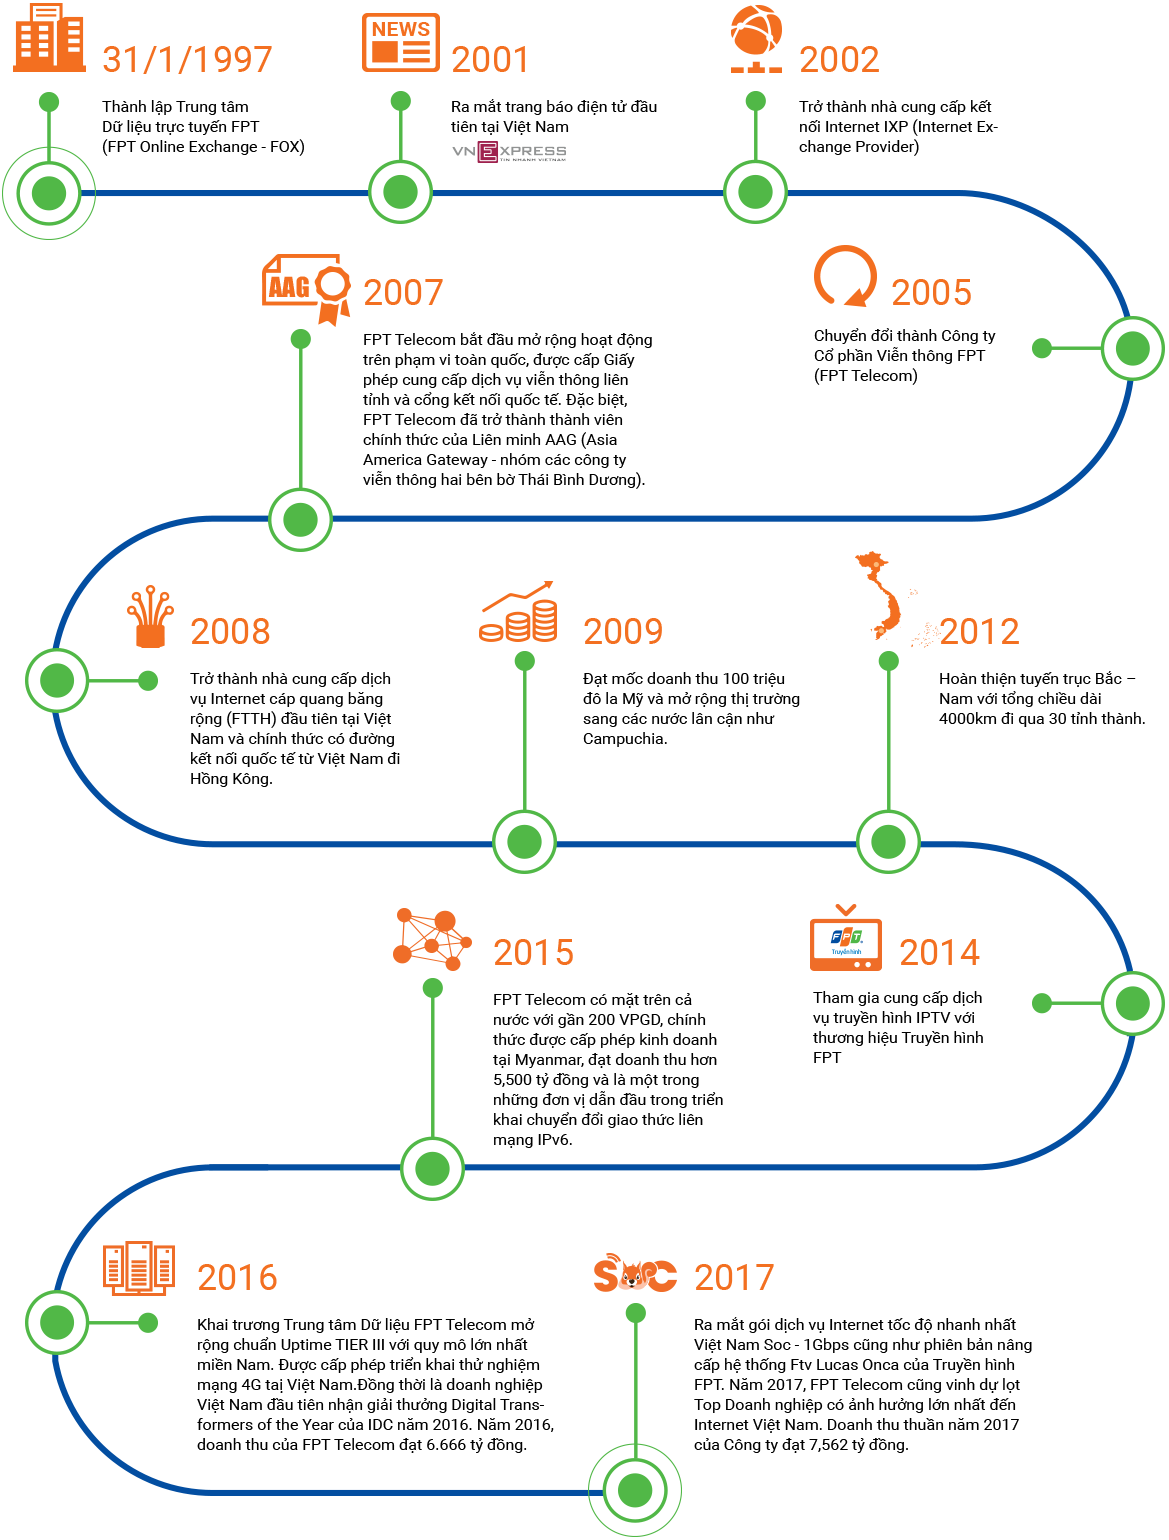 31/1/1997
Thành lập Trung tâm
Dữ liệu trực tuyến FPT
(FPT Online Exchange - FOX)
NEWS
2001
Ra mắt trang báo điện tử đầu
tiên tại Việt Nam
VNEXPRESS
TIN NHANH VIETNAM
2002
Trở thành nhà cung cấp kết
nối Internet IXP (Internet Ex-
change Provider)
2005
Chuyển đổi thành Công ty
Cổ phần Viễn thông FPT
(FPT Telecom)
AAG
2007
FPT Telecom bắt đầu mở rộng hoạt động
trên phạm vi toàn quốc, được cấp Giấy
phép cung cấp dịch vụ viễn thông liên
tỉnh và cổng kết nối quốc tế. Đặc biệt,
FPT Telecom đã trở thành thành viên
chính thức của Liên minh AAG (Asia
America Gateway - nhóm các công ty
viễn thông hai bên bờ Thái Bình Dương).
2008
Trở thành nhà cung cấp dịch
vụ Internet cáp quang băng
rộng (FTTH) đầu tiên tại Việt
Nam và chính thức có đường
kết nối quốc tế từ Việt Nam đi
Hồng Kông.
2009
Đạt mốc doanh thu 100 triệu
đô la Mỹ và mở rộng thị trường
sang các nước lân cận như
Campuchia.
2012
Hoàn thiện tuyến trục Bắc –
Nam với tổng chiều dài
4000km đi qua 30 tỉnh thành.
FPT
Truyền hình
2014
Tham gia cung cấp dịch
vụ truyền hình IPTV với
thương hiệu Truyền hình
FPT
2015
FPT Telecom có mặt trên cả
nước với gần 200 VPGD, chính
thức được cấp phép kinh doanh
tại Myanmar, đạt doanh thu hơn
5,500 tỷ đồng và là một trong
những đơn vị dẫn đầu trong triển
khai chuyển đổi giao thức liên
mạng IPv6.
2016
Khai trương Trung tâm Dữ liệu FPT Telecom mở
rộng chuẩn Uptime TIER III với quy mô lớn nhất
miền Nam. Được cấp phép triển khai thử nghiệm
mạng 4G taị Việt Nam.Đồng thời là doanh nghiệp
Việt Nam đầu tiên nhận giải thưởng Digital Trans-
formers of the Year của IDC năm 2016. Năm 2016,
doanh thu của FPT Telecom đạt 6.666 tỷ đồng.
SOC
2017
Ra mắt gói dịch vụ Internet tốc độ nhanh nhất
Việt Nam Soc - 1Gbps cũng như phiên bản nâng
cấp hệ thống Ftv Lucas Onca của Truyền hình
FPT. Năm 2017, FPT Telecom cũng vinh dự lọt
Top Doanh nghiệp có ảnh hưởng lớn nhất đến
Internet Việt Nam. Doanh thu thuần năm 2017
của Công ty đạt 7,562 tỷ đồng.